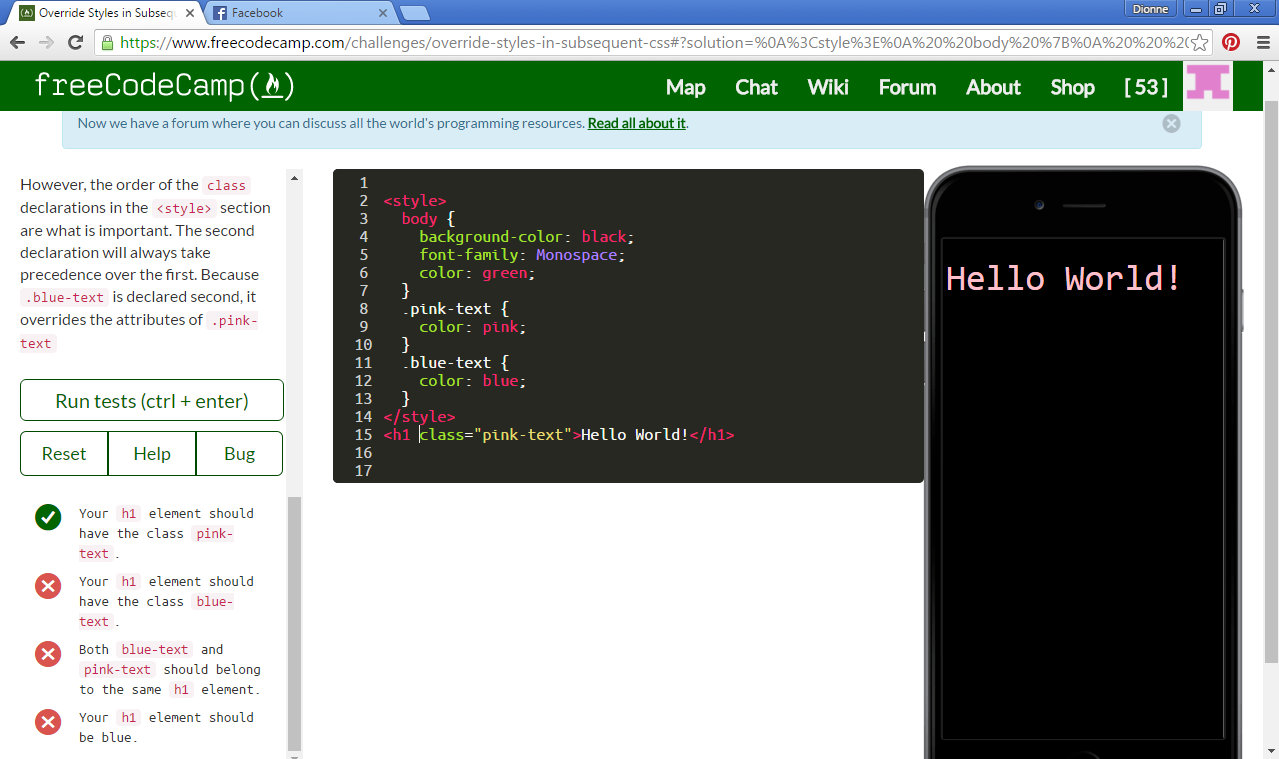 Override Styles in Subseq
Facebook
Dionne
https://www.freecodecamp.com/challenges/override-styles-in-subsequent-css#?solution=%0A%3Cstyle%3E%0A%20%20body%20%7B%0A%20%20%20
freeCodeCamp
Map
Chat
Wiki
Forum
About
Shop
[ 53 ]
Now we have a forum where you can discuss all the world's programming resources. Read all about it.
However, the order of the class
declarations in the <style> section
are what is important. The second
declaration will always take
precedence over the first. Because
.blue-text is declared second, it
overrides the attributes of .pink-
text
Run tests (ctrl + enter)
Reset
Help
Bug
Your h1 element should
have the class pink-
text.
Your h1 element should
have the class blue-
text.
Both blue-text and
pink-text should belong
to the same h1 element.
Your h1 element should
be blue.
1
2 <style>
3 body {
4 background-color: black;
5 font-family: Monospace;
6 color: green;
7 }
8 .pink-text {
9 color: pink;
10 }
11 .blue-text {
12 color: blue;
13 }
14 </style>
15 <h1 class="pink-text">Hello World!</h1>
16
17
Hello World!